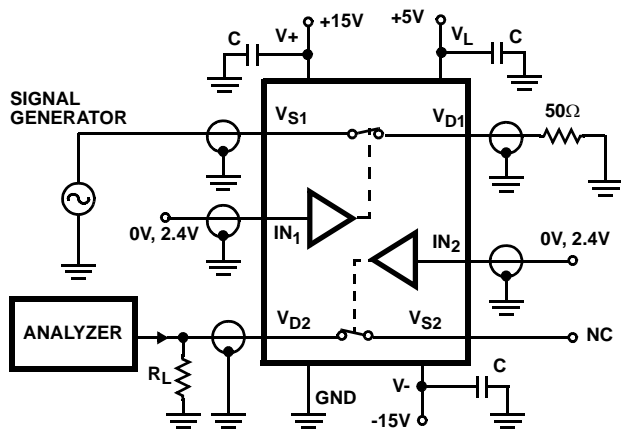 C V+ +15V +5V VL C
SIGNAL
GENERATOR
VS1 VD1 50Ω
0V, 2.4V IN1 IN2 0V, 2.4V
ANALYZER VD2 VS2 NC
RL
GND V- C
-15V